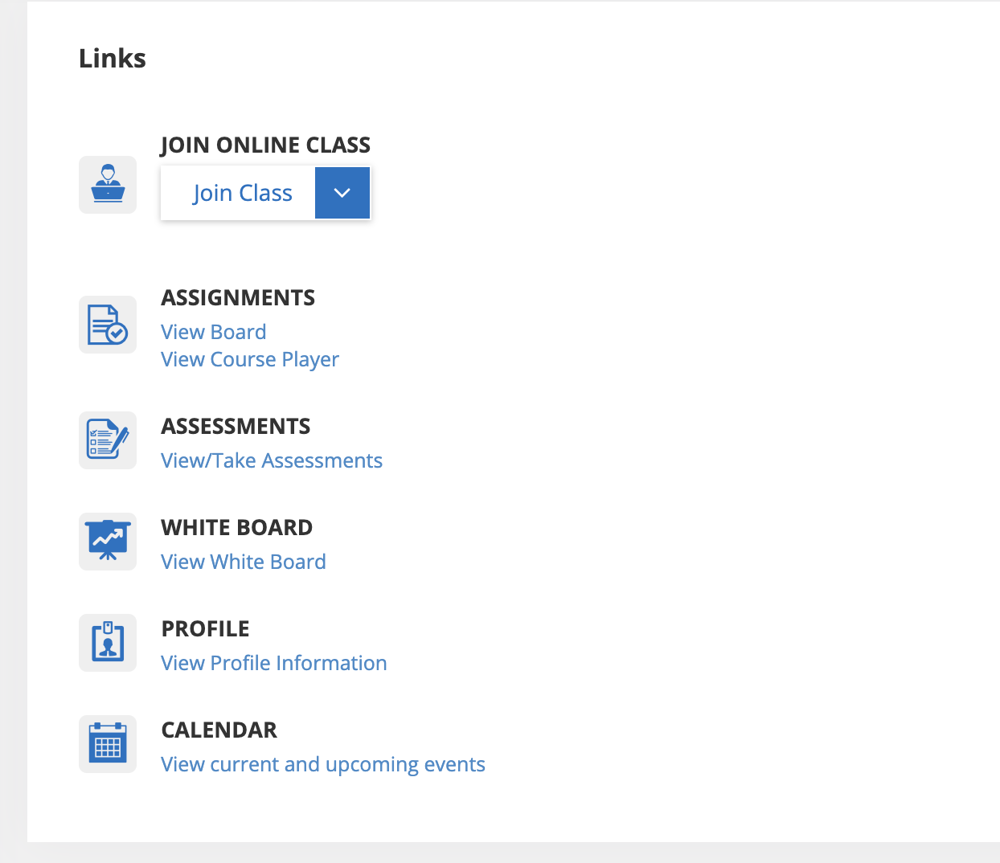 Links
JOIN ONLINE CLASS
Join Class
ASSIGNMENTS
View Board
View Course Player
ASSESSMENTS
View/Take Assessments
WHITE BOARD
View White Board
PROFILE
View Profile Information
CALENDAR
View current and upcoming events